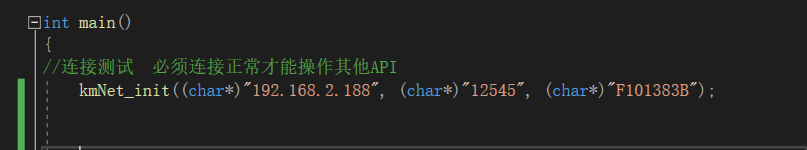 int main()
{
//连接测试  必须连接正常才能操作其他API
kmNet_init((char*)"192.168.2.188", (char*)"12545", (char*)"F101383B");